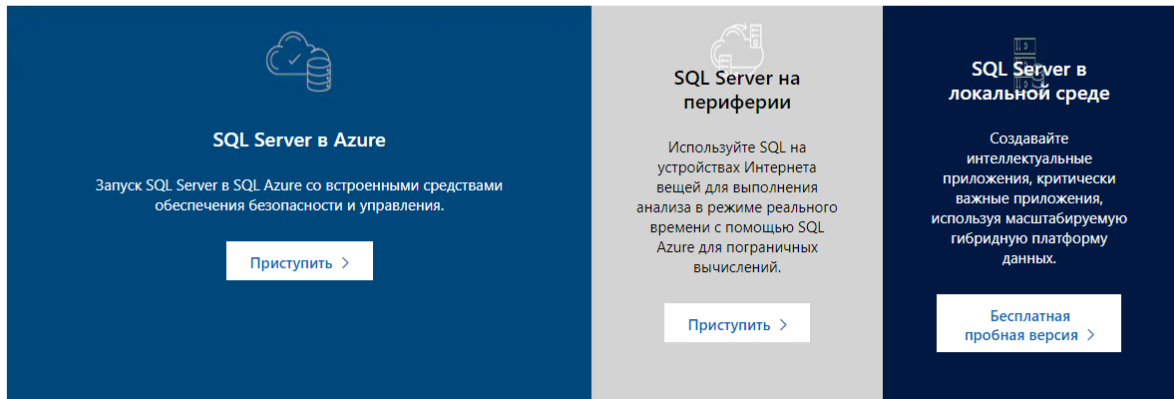 SQL Server в Azure
Запуск SQL Server в SQL Azure со встроенными средствами
обеспечения безопасности и управления.
Приступить
SQL Server на
периферии
Используйте SQL на
устройствах Интернета
вещей для выполнения
анализа в режиме реального
времени с помощью SQL
Azure для пограничных
вычислений.
Приступить
SQL Server в
локальной среде
Создавайте
интеллектуальные
приложения, критически
важные приложения,
используя масштабируемую
гибридную платформу
данных.
Бесплатная
пробная версия